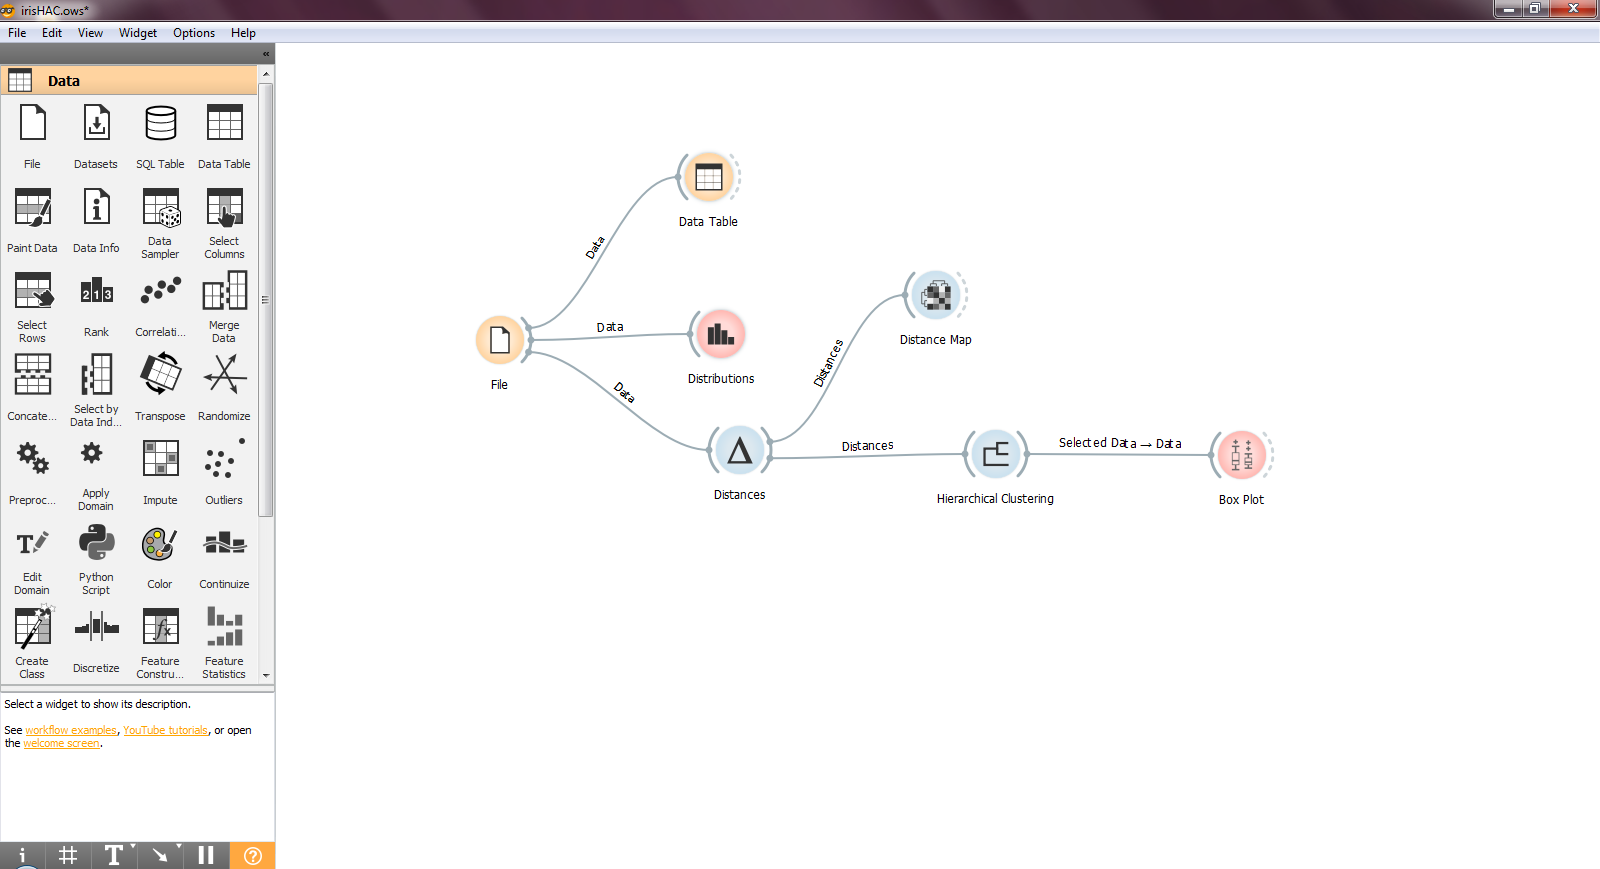 irisHAC.ows*
File Edit View Widget Options Help
«
Data
File Datasets SQL Table Data Table
Paint Data Data Info Data Sampler Select Columns
Select Rows Rank Correlati... Merge Data
Concate... Select by Data Ind... Transpose Randomize
Preproc... Apply Domain Impute Outliers
Edit Domain Python Script Color Continuize
Create Class Discretize Feature Constru... Feature Statistics
Select a widget to show its description.
See workflow examples, YouTube tutorials, or open
the welcome screen.
Data
Data Table
Data
Distributions
File
Data
Distances
Distances
Distance Map
Distances
Hierarchical Clustering
Selected Data → Data
Box Plot